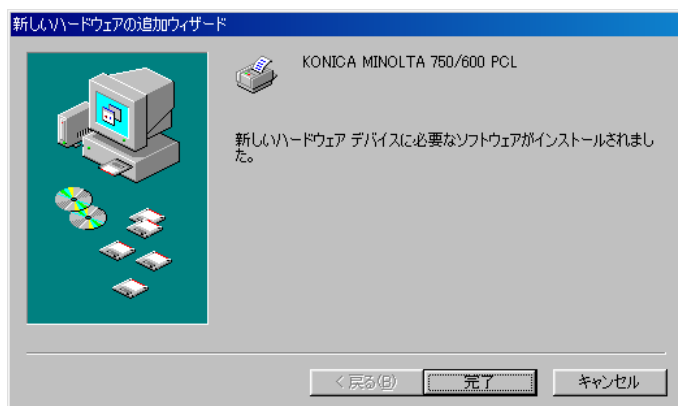 新しいハードウェアの追加ウィザード
KONICA MINOLTA 750/600 PCL
新しいハードウェア デバイスに必要なソフトウェアがインストールされまし
た。
< 戻る(B) 完了 キャンセル